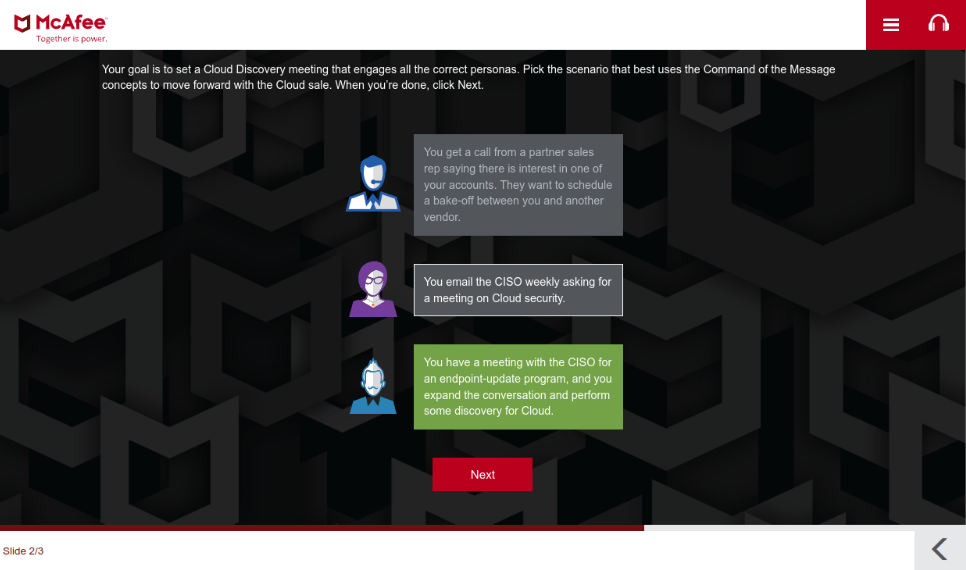 McAfee™
Together is power.
Your goal is to set a Cloud Discovery meeting that engages all the correct personas. Pick the scenario that best uses the Command of the Message
concepts to move forward with the Cloud sale. When you're done, click Next.
You get a call from a partner sales
rep saying there is interest in one of
your accounts. They want to schedule
a bake-off between you and another
vendor.
You email the CISO weekly asking for
a meeting on Cloud security.
You have a meeting with the CISO for
an endpoint-update program, and you
expand the conversation and perform
some discovery for Cloud.
Next
Slide 2/3